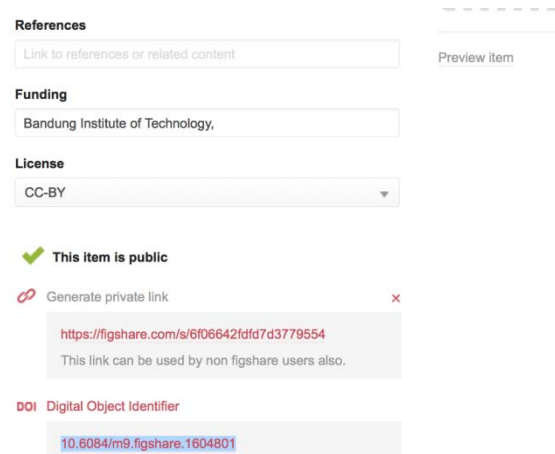 References
Link to references or related content
Preview item
Funding
Bandung Institute of Technology,
License
CC-BY
This item is public
Generate private link
×
https://figshare.com/s/6f06642fdfd7d3779554
This link can be used by non figshare users also.
DOI Digital Object Identifier
10.6084/m9.figshare.1604801